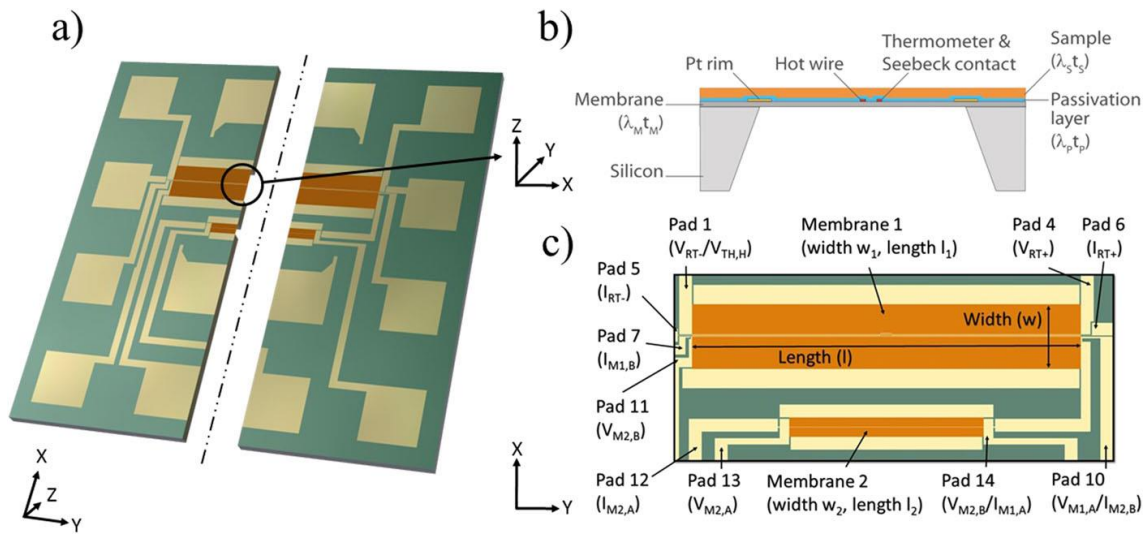 a)
X
Z
Y
Z
Y
X
b)
Pt rim
Hot wire
Thermometer &
Seebeck contact
Sample
(λStS)
Membrane
(λMtM)
Passivation
layer
(λPtP)
Silicon
c)
Pad 1
(VRT-/VTH,H)
Membrane 1
(width w1, length l1)
Pad 4
(VRT+)
Pad 6
(IRT+)
Pad 5
(IRT-)
Pad 7
(IM1,B)
Pad 11
(VM2,B)
Width (w)
Length (l)
X
Y
Pad 12
(IM2,A)
Pad 13
(VM2,A)
Membrane 2
(width w2, length l2)
Pad 14
(VM2,B/IM1,A)
Pad 10
(VM1,A/IM2,B)